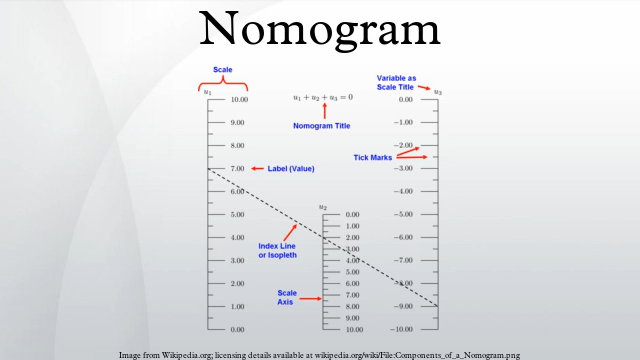 Nomogram
Scale
u₁
10.00
9.00
8.00
7.00
6.00
5.00
4.00
3.00
2.00
1.00
0.00
u₁ + u₂ + u₃ = 0
Nomogram Title
Label (Value)
Index Line
or Isopleth
u₂
0.00
1.00
2.00
3.00
4.00
5.00
6.00
7.00
8.00
9.00
10.00
Scale
Axis
Variable as
Scale Title
u₃
Tick Marks
0.00
−1.00
−2.00
−3.00
−4.00
−5.00
−6.00
−7.00
−8.00
−9.00
−10.00
Image from Wikipedia.org; licensing details available at wikipedia.org/wiki/File:Components_of_a_Nomogram.png